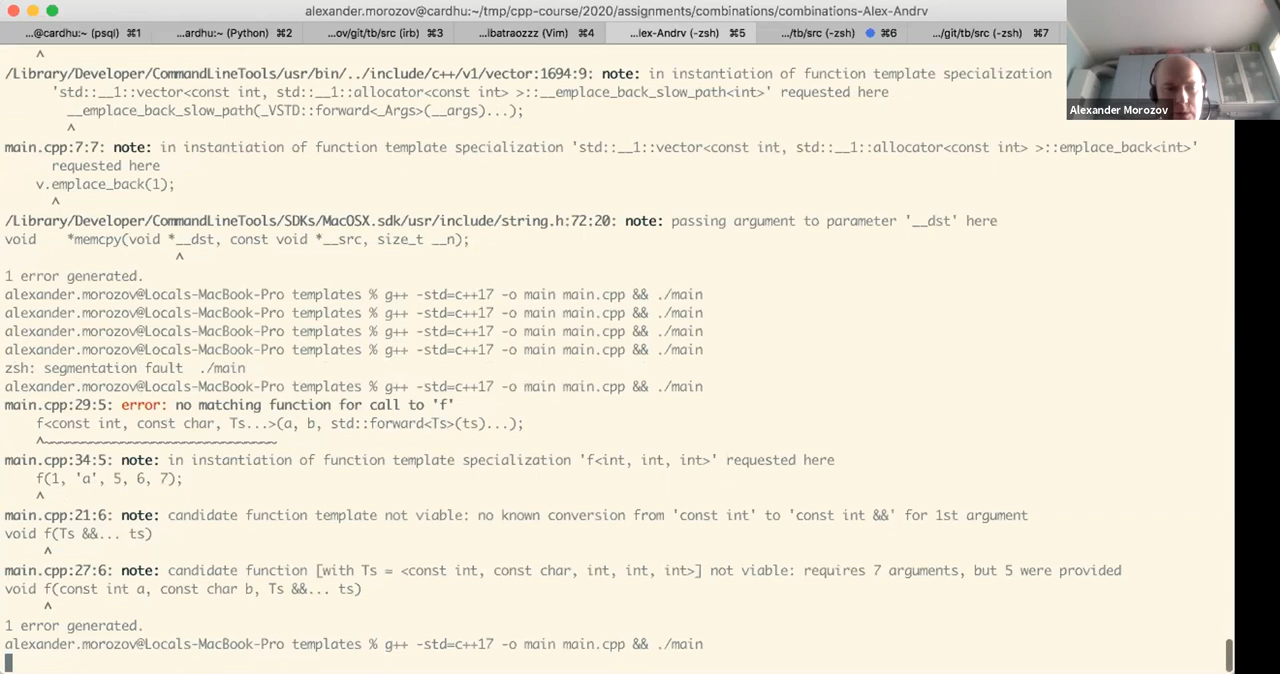 alexander.morozov@cardhu:~/tmp/cpp-course/2020/assignments/combinations/combinations-Alex-Andrv
...@cardhu:~ (psql) ⌘1 ...ardhu:~ (Python) ⌘2 ...ov/git/tb/src (irb) ⌘3 ...ibatraozzz (Vim) ⌘4 ...lex-Andrv (-zsh) ⌘5 .../tb/src (-zsh) ⌘6 .../git/tb/src (-zsh) ⌘7
Alexander Morozov
^
/Library/Developer/CommandLineTools/usr/bin/../include/c++/v1/vector:1694:9: note: in instantiation of function template specialization
'std::__1::vector<const int, std::__1::allocator<const int> >::__emplace_back_slow_path<int>' requested here
__emplace_back_slow_path(_VSTD::forward<_Args>(__args)...);
^
main.cpp:7:7: note: in instantiation of function template specialization 'std::__1::vector<const int, std::__1::allocator<const int> >::emplace_back<int>'
requested here
v.emplace_back(1);
^
/Library/Developer/CommandLineTools/SDKs/MacOSX.sdk/usr/include/string.h:72:20: note: passing argument to parameter '__dst' here
void    *memcpy(void *__dst, const void *__src, size_t __n);
^
1 error generated.
alexander.morozov@Locals-MacBook-Pro templates % g++ -std=c++17 -o main main.cpp && ./main
alexander.morozov@Locals-MacBook-Pro templates % g++ -std=c++17 -o main main.cpp && ./main
alexander.morozov@Locals-MacBook-Pro templates % g++ -std=c++17 -o main main.cpp && ./main
alexander.morozov@Locals-MacBook-Pro templates % g++ -std=c++17 -o main main.cpp && ./main
zsh: segmentation fault  ./main
alexander.morozov@Locals-MacBook-Pro templates % g++ -std=c++17 -o main main.cpp && ./main
main.cpp:29:5: error: no matching function for call to 'f'
f<const int, const char, Ts...>(a, b, std::forward<Ts>(ts)...);
^~~~~~~~~~~~~~~~~~~~~~~~~~~~~~~
main.cpp:34:5: note: in instantiation of function template specialization 'f<int, int, int>' requested here
f(1, 'a', 5, 6, 7);
^
main.cpp:21:6: note: candidate function template not viable: no known conversion from 'const int' to 'const int &&' for 1st argument
void f(Ts &&... ts)
^
main.cpp:27:6: note: candidate function [with Ts = <const int, const char, int, int, int>] not viable: requires 7 arguments, but 5 were provided
void f(const int a, const char b, Ts &&... ts)
^
1 error generated.
alexander.morozov@Locals-MacBook-Pro templates % g++ -std=c++17 -o main main.cpp && ./main